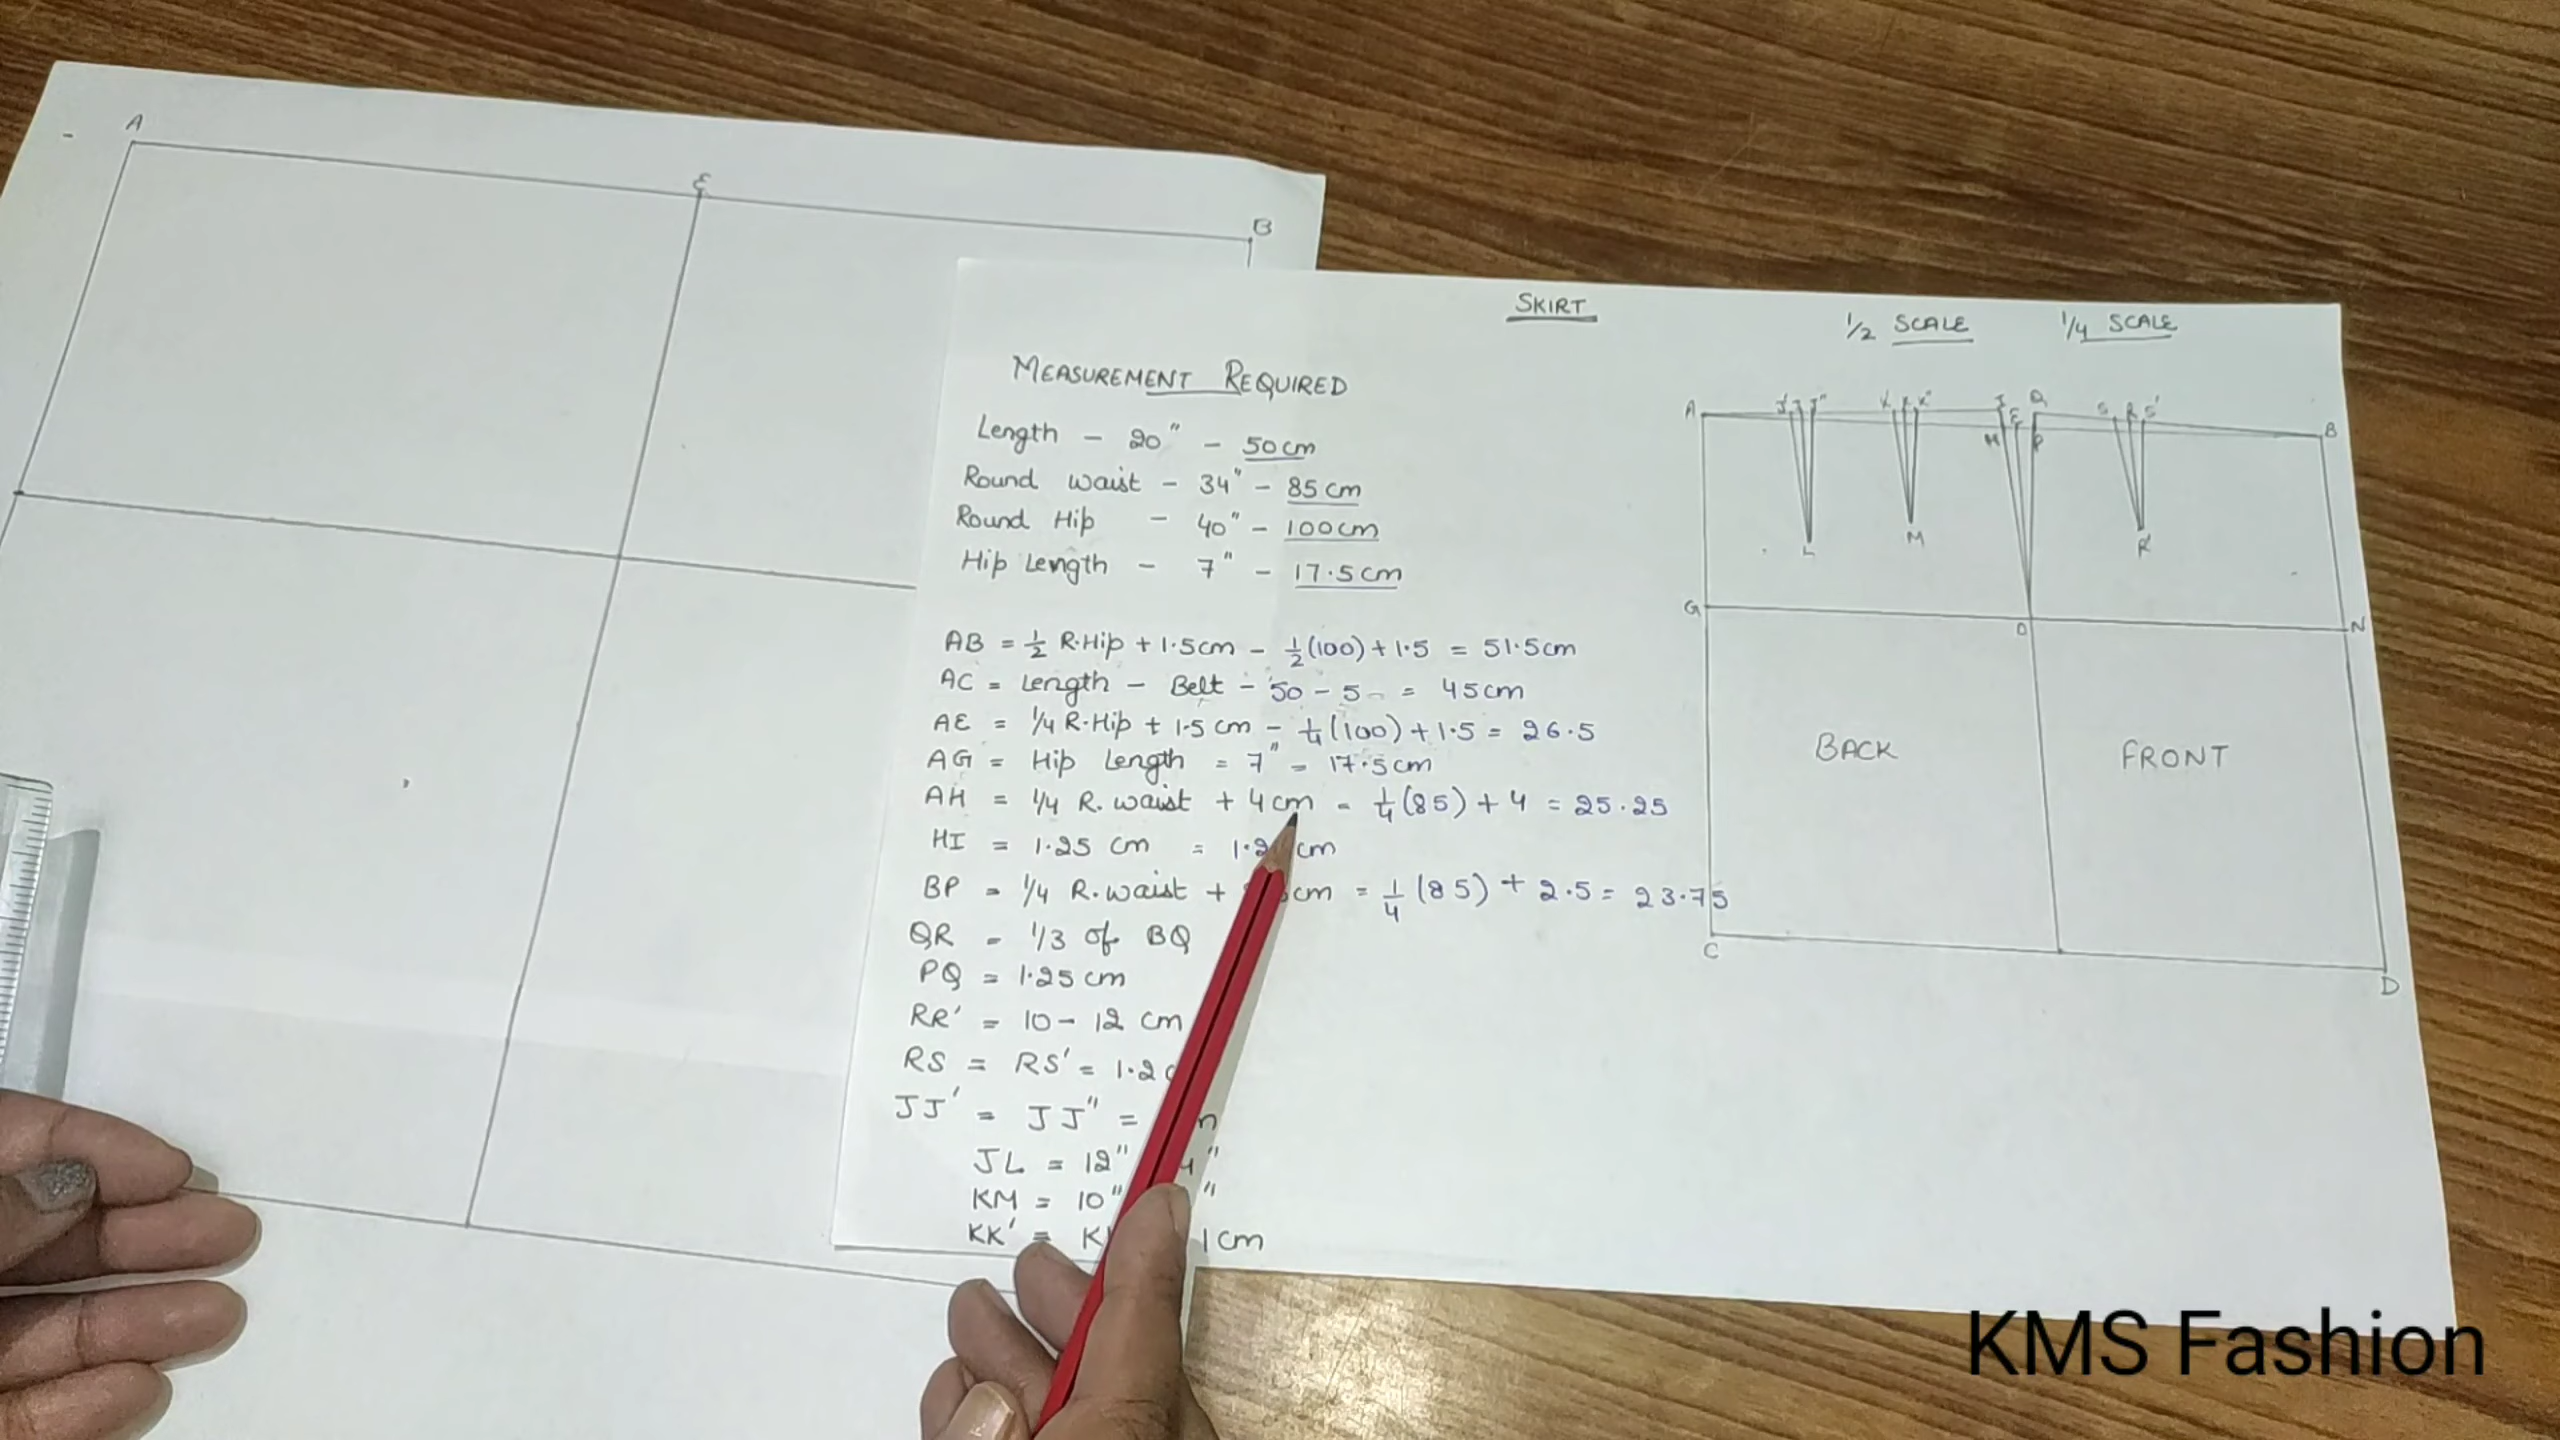 A
E
B
SKIRT
1/2 SCALE
1/4 SCALE
MEASUREMENT REQUIRED
Length - 20" - 50cm
Round waist - 34" - 85cm
Round Hip - 40" - 100cm
Hip Length - 7" - 17.5cm
AB = 1/2 R.Hip + 1.5cm - 1/2(100) + 1.5 = 51.5cm
AC = Length - Belt - 50 - 5 = 45cm
AE = 1/4 R.Hip + 1.5 cm - 1/4(100) + 1.5 = 26.5
AG = Hip Length = 7" - 17.5cm
AH = 1/4 R. waist + 4cm - 1/4(85) + 4 = 25.25
HI = 1.25 cm = cm
BP = 1/4 R. waist + cm = 1/4(85) + 2.5 = 23.75
QR - 1/3 of BQ
PQ = 1.25cm
RR' = 10 - 12 cm
RS = RS' = 1.2
JJ' = JJ" =
JL = 12"
KM = 10"
KK' = 1cm
A J' J J" K' K K" I E Q S R S' B
H P
L M R'
G O N
BACK FRONT
C D
KMS Fashion